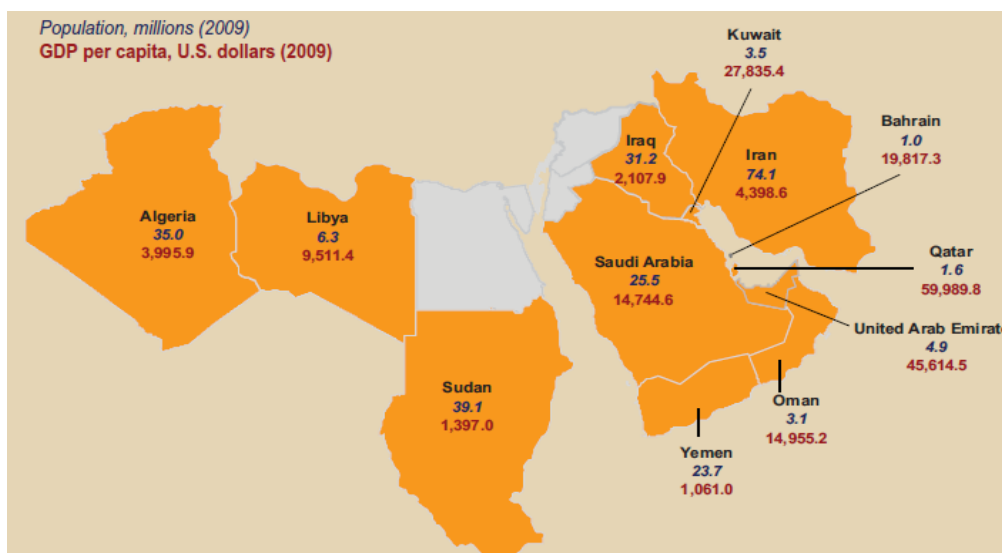 Population, millions (2009)
GDP per capita, U.S. dollars (2009)
Kuwait
3.5
27,835.4
Bahrain
1.0
19,817.3
Iraq
31.2
2,107.9
Iran
74.1
4,398.6
Algeria
35.0
3,995.9
Libya
6.3
9,511.4
Saudi Arabia
25.5
14,744.6
Qatar
1.6
59,989.8
United Arab Emirat
4.9
45,614.5
Sudan
39.1
1,397.0
Oman
3.1
14,955.2
Yemen
23.7
1,061.0